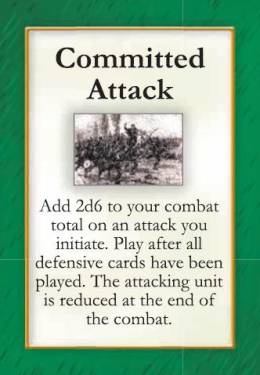 Committed
Attack
Add 2d6 to your combat
total on an attack you
initiate. Play after all
defensive cards have been
played. The attacking unit
is reduced at the end of
the combat.